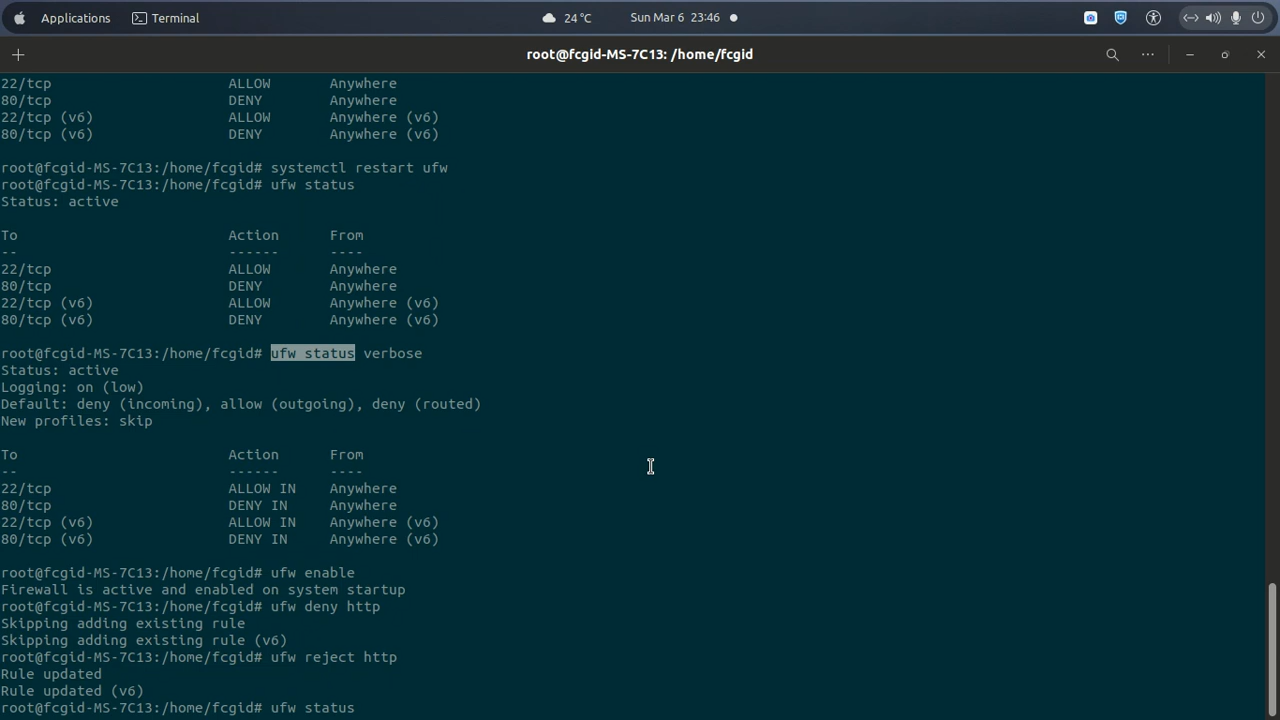 Applications Terminal 24 °C Sun Mar 6 23:46
root@fcgid-MS-7C13: /home/fcgid
22/tcp ALLOW Anywhere
80/tcp DENY Anywhere
22/tcp (v6) ALLOW Anywhere (v6)
80/tcp (v6) DENY Anywhere (v6)
root@fcgid-MS-7C13:/home/fcgid# systemctl restart ufw
root@fcgid-MS-7C13:/home/fcgid# ufw status
Status: active
To Action From
-- ------ ----
22/tcp ALLOW Anywhere
80/tcp DENY Anywhere
22/tcp (v6) ALLOW Anywhere (v6)
80/tcp (v6) DENY Anywhere (v6)
root@fcgid-MS-7C13:/home/fcgid# ufw status verbose
Status: active
Logging: on (low)
Default: deny (incoming), allow (outgoing), deny (routed)
New profiles: skip
To Action From
-- ------ ----
22/tcp ALLOW IN Anywhere
80/tcp DENY IN Anywhere
22/tcp (v6) ALLOW IN Anywhere (v6)
80/tcp (v6) DENY IN Anywhere (v6)
root@fcgid-MS-7C13:/home/fcgid# ufw enable
Firewall is active and enabled on system startup
root@fcgid-MS-7C13:/home/fcgid# ufw deny http
Skipping adding existing rule
Skipping adding existing rule (v6)
root@fcgid-MS-7C13:/home/fcgid# ufw reject http
Rule updated
Rule updated (v6)
root@fcgid-MS-7C13:/home/fcgid# ufw status